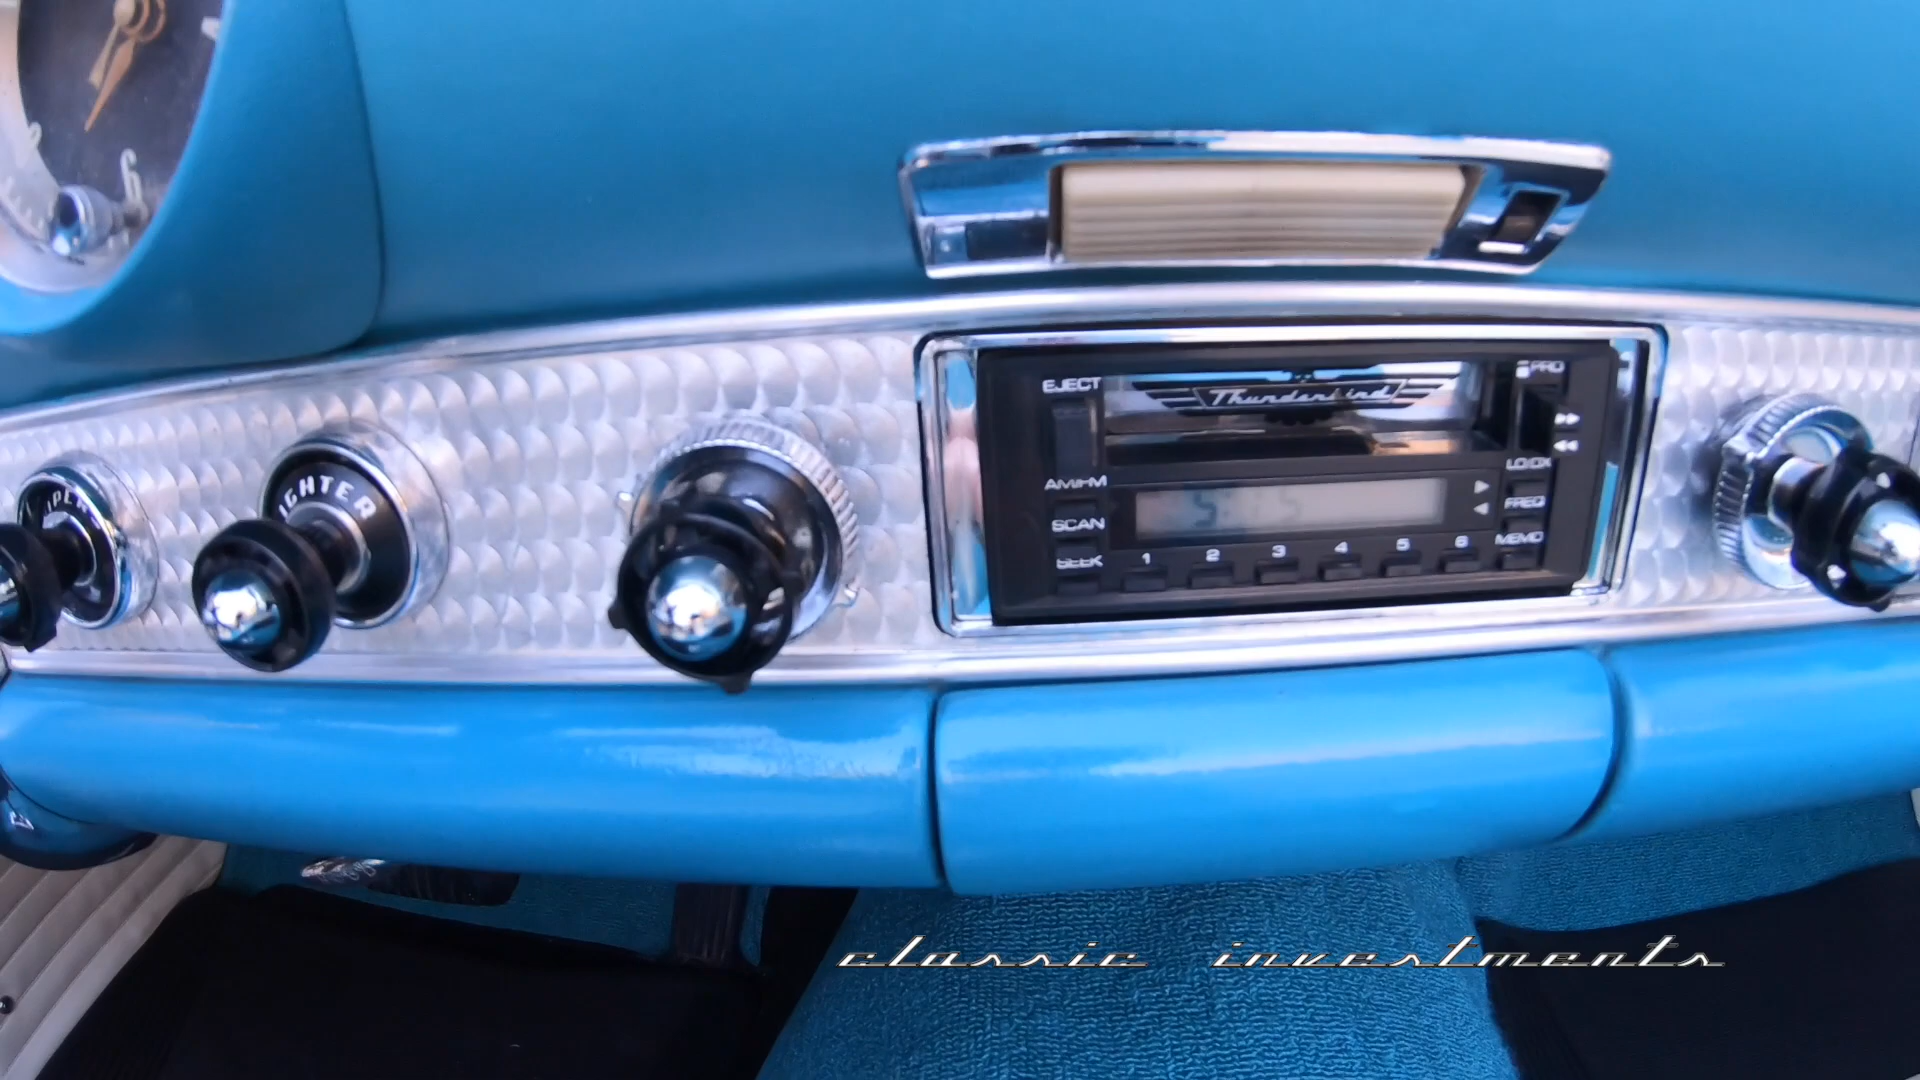 6
IGHTER
EJECT
Thunderbird
PRO
LO/DX
AM/FM
FREQ
SCAN
MEMO
SEEK
1 2 3 4 5 6
classic investments